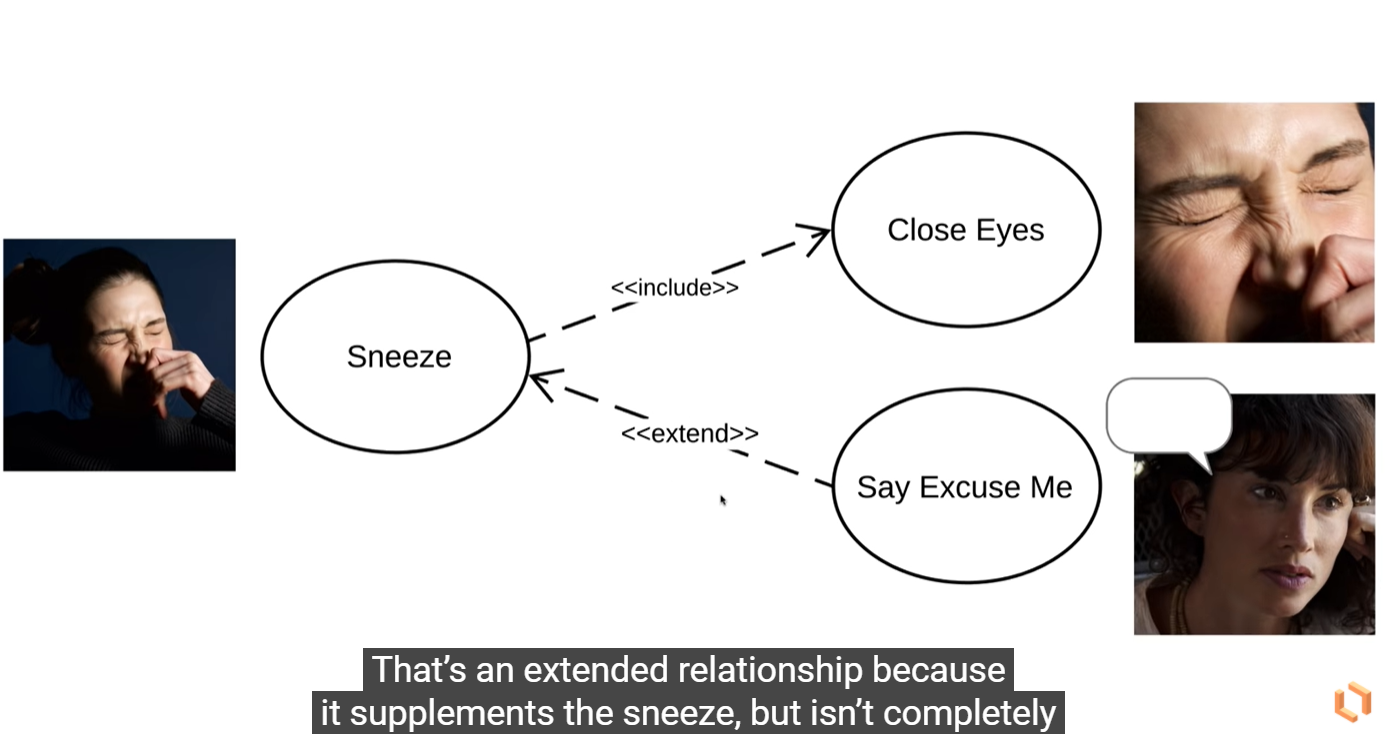 Close Eyes
<<include>>
Sneeze
<<extend>>
Say Excuse Me
That’s an extended relationship because
it supplements the sneeze, but isn’t completely